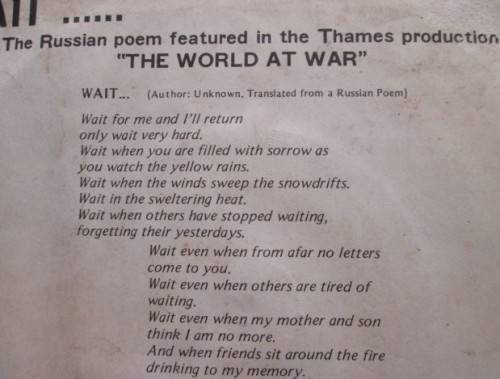 ......
The Russian poem featured in the Thames production
"THE WORLD AT WAR"
WAIT... (Author: Unknown, Translated from a Russian Poem)
Wait for me and I'll return
only wait very hard.
Wait when you are filled with sorrow as
you watch the yellow rains.
Wait when the winds sweep the snowdrifts.
Wait in the sweltering heat.
Wait when others have stopped waiting,
forgetting their yesterdays.
Wait even when from afar no letters
come to you.
Wait even when others are tired of
waiting.
Wait even when my mother and son
think I am no more.
And when friends sit around the fire
drinking to my memory.